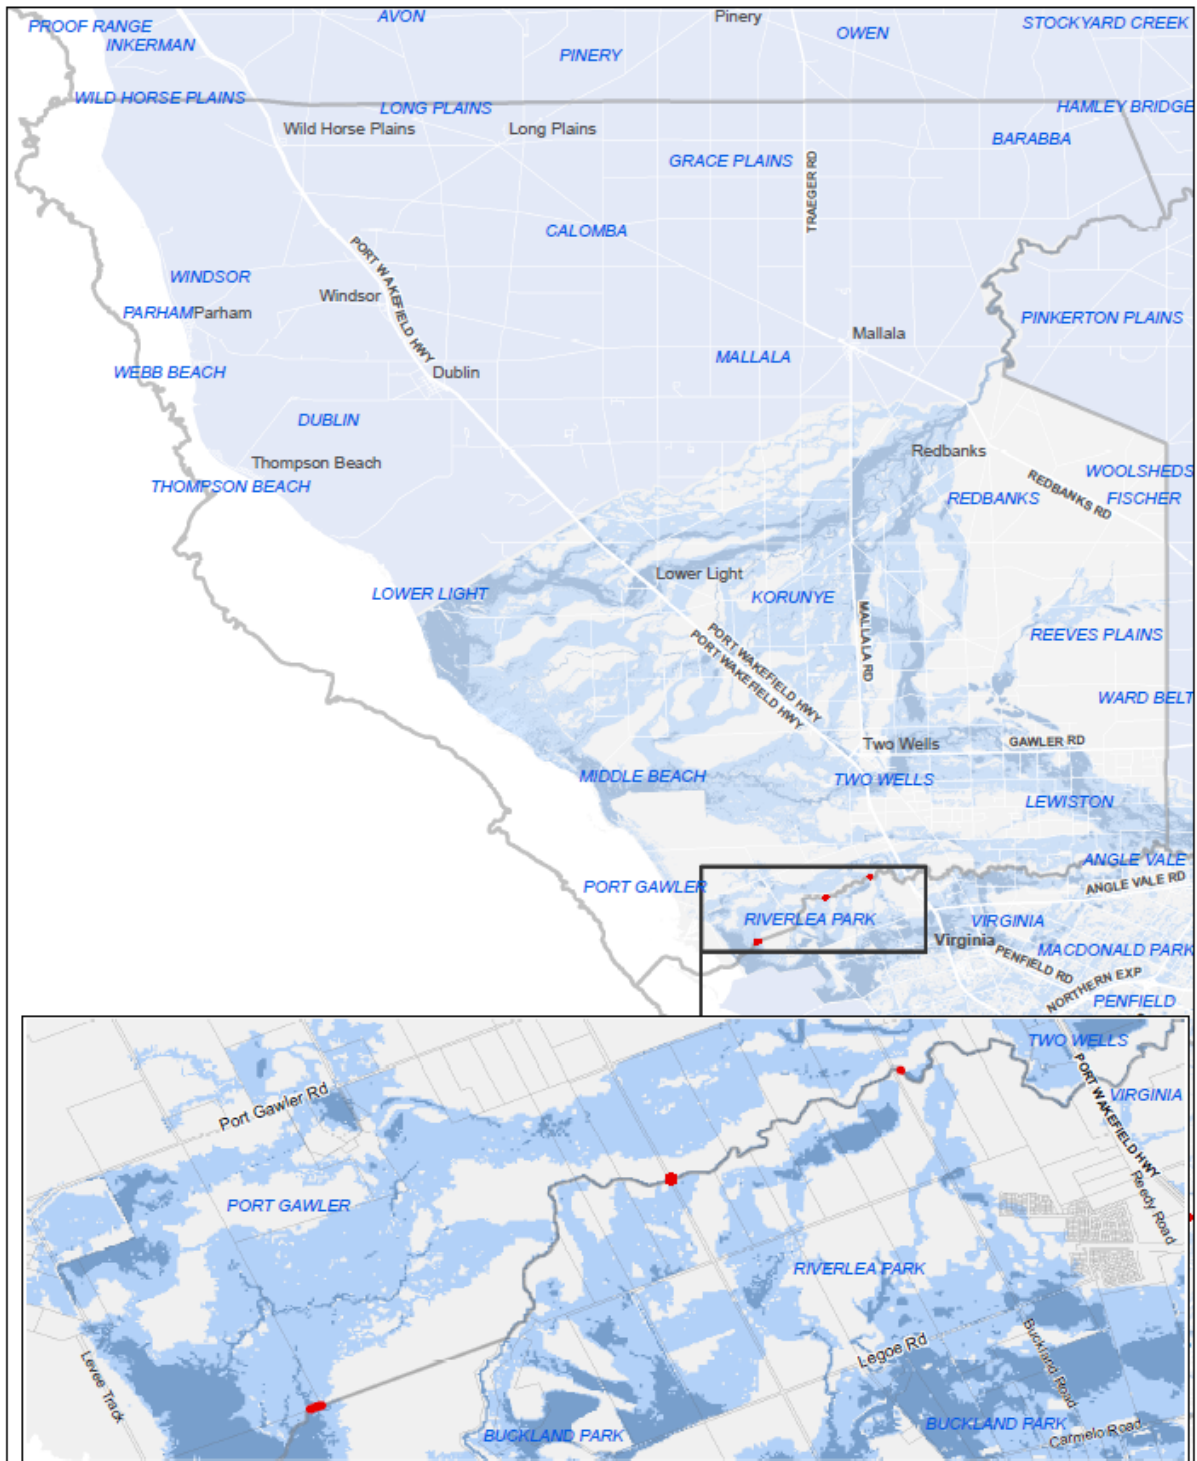 PROOF RANGE
AVON
Pinery
STOCKYARD CREEK
OWEN
INKERMAN
PINERY
WILD HORSE PLAINS
LONG PLAINS
HAMLEY BRIDGE
Wild Horse Plains
Long Plains
BARABBA
GRACE PLAINS
TRAEGER RD
CALOMBA
WINDSOR
PORT WAKEFIELD HWY
Windsor
PARHAM
Parham
PINKERTON PLAINS
Mallala
MALLALA
WEBB BEACH
Dublin
DUBLIN
Redbanks
Thompson Beach
WOOLSHEDS
THOMPSON BEACH
REDBANKS
REDBANKS RD
FISCHER
Lower Light
LOWER LIGHT
KORUNYE
MALLALA RD
REEVES PLAINS
PORT WAKEFIELD HWY
PORT WAKEFIELD HWY
WARD BELT
Two Wells
GAWLER RD
MIDDLE BEACH
TWO WELLS
LEWISTON
ANGLE VALE
PORT GAWLER
ANGLE VALE RD
RIVERLEA PARK
VIRGINIA
Virginia
MACDONALD PARK
PENFIELD RD
NORTHERN EXP
PENFIELD
TWO WELLS
PORT WAKEFIELD HWY
VIRGINIA
Port Gawler Rd
Reedy Road
PORT GAWLER
RIVERLEA PARK
Legoe Rd
Buckland Road
Levee Track
BUCKLAND PARK
BUCKLAND PARK
Carmelo Road